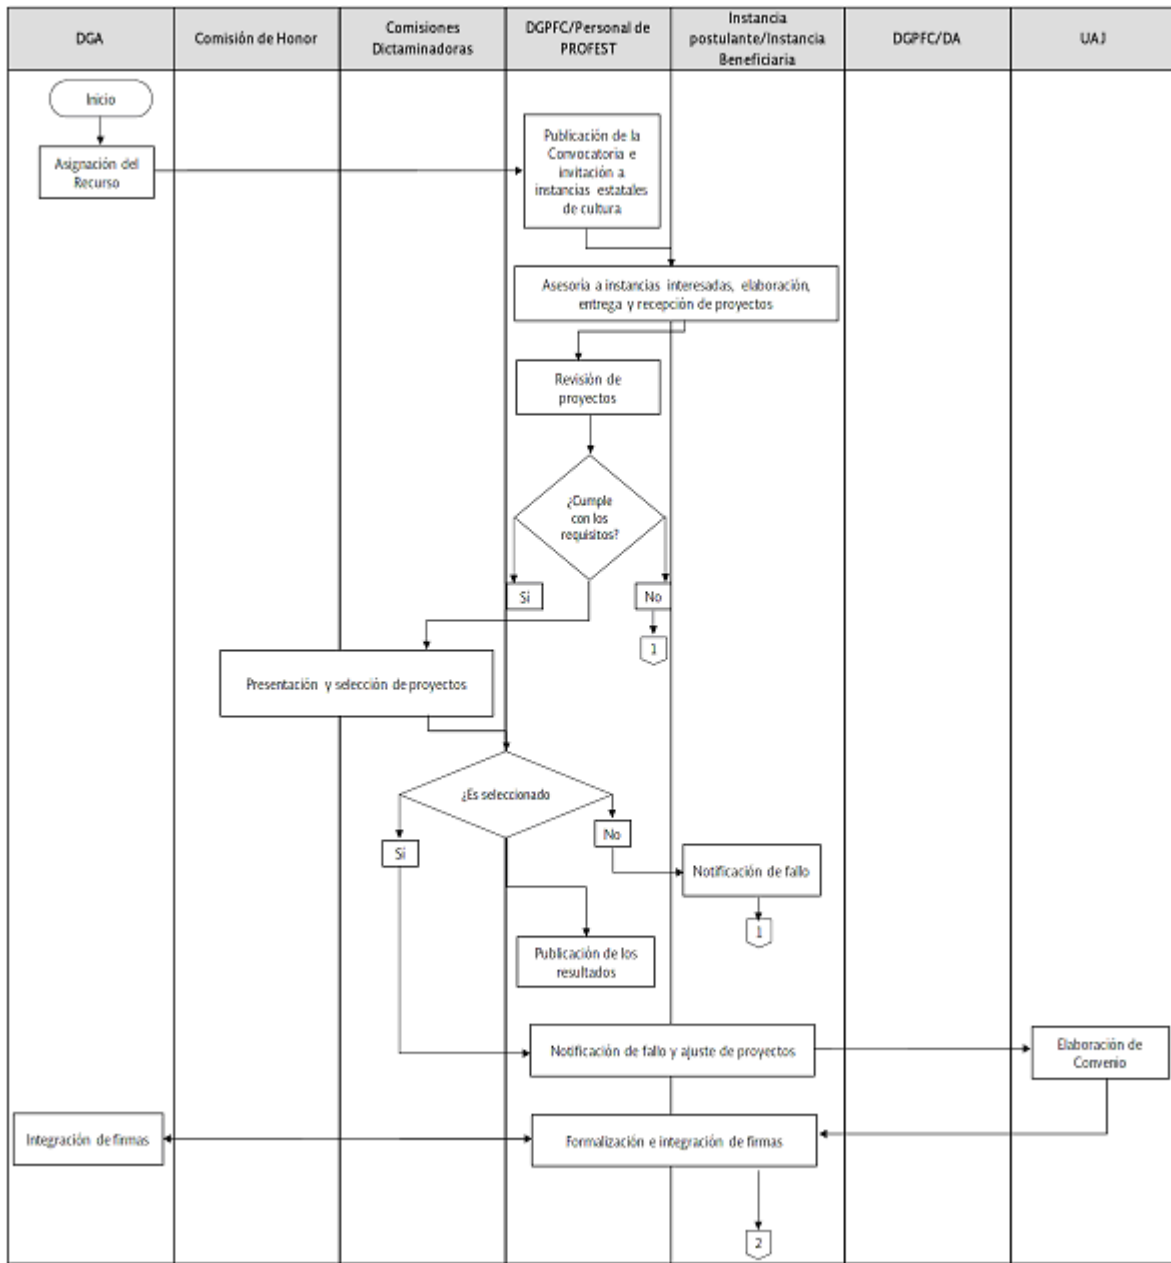 DGA
Comisión de Honor
Comisiones
Dictaminadoras
DGPFC/Personal de
PROFEST
Instancia
postulante/Instancia
Beneficiaria
DGPFC/DA
UAJ
Inicio
Asignación del
Recurso
Publicación de la
Convocatoria e
invitación a
instancias estatales
de cultura
Asesoría a instancias interesadas, elaboración,
entrega y recepción de proyectos
Revisión de
proyectos
¿Cumple
con los
requisitos?
Si
No
1
Presentación y selección de proyectos
¿Es seleccionado
Si
No
Notificación de fallo
1
Publicación de los
resultados
Notificación de fallo y ajuste de proyectos
Elaboración de
Convenio
Integración de firmas
Formalización e integración de firmas
2